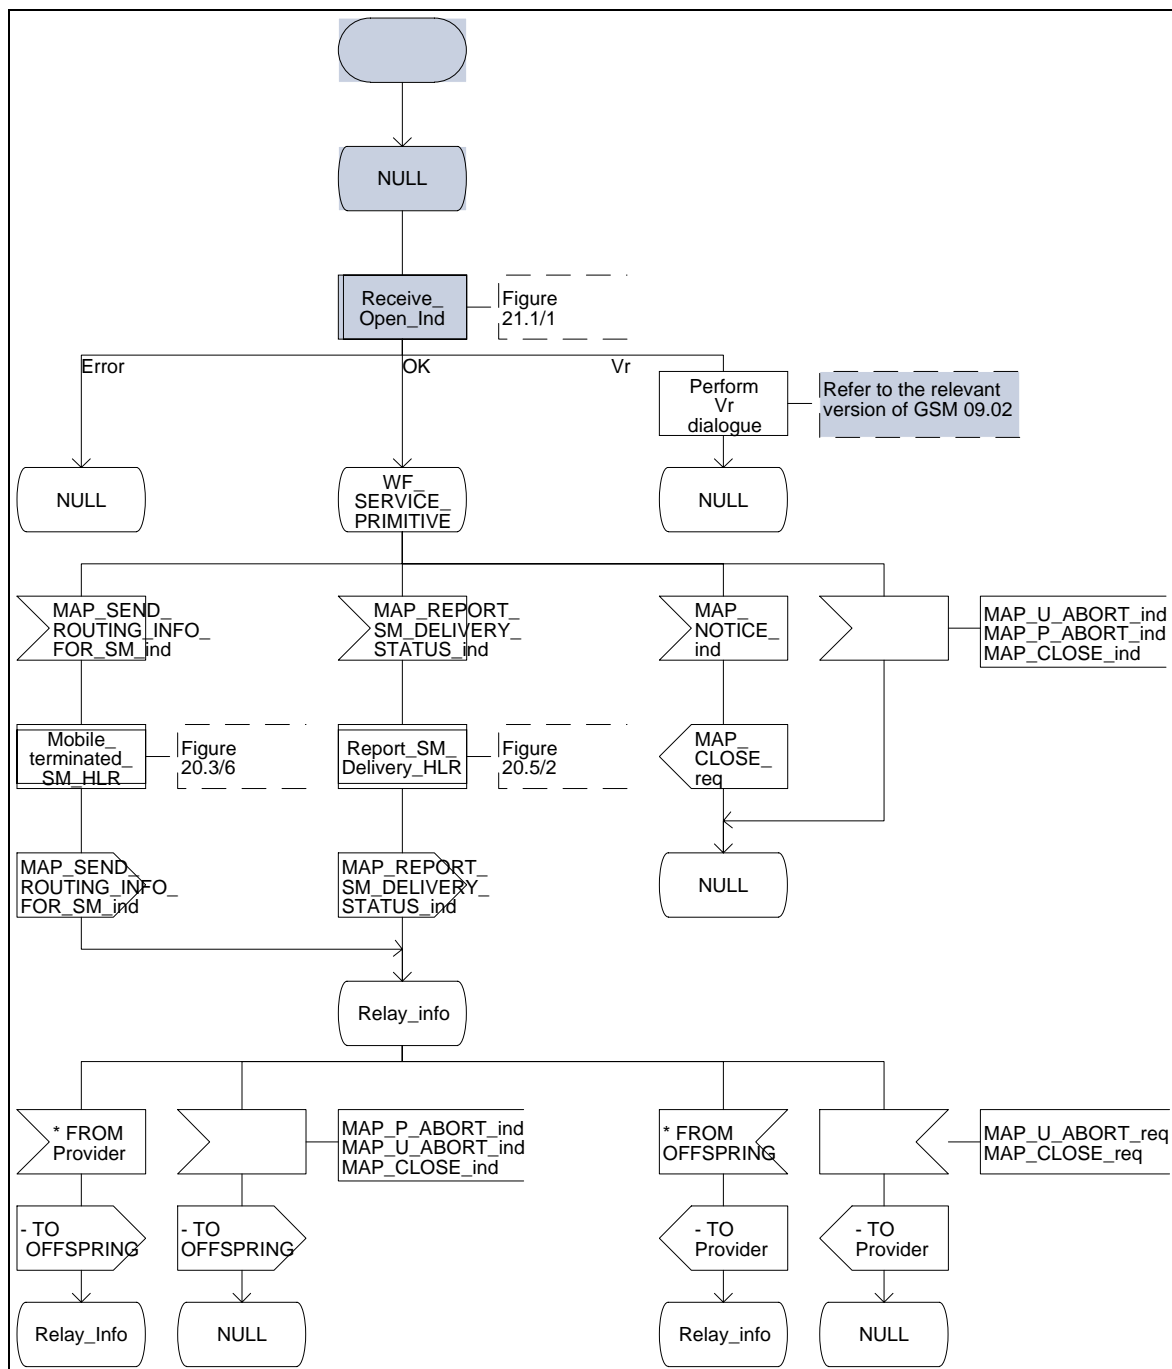 NULL
Receive_
Open_Ind
Figure
21.1/1
Error
OK
Vr
Perform
Vr
dialogue
Refer to the relevant
version of GSM 09.02
NULL
WF_
SERVICE_
PRIMITIVE
NULL
MAP_SEND_
ROUTING_INFO_
FOR_SM_ind
MAP_REPORT_
SM_DELIVERY_
STATUS_ind
MAP_
NOTICE_
ind
MAP_U_ABORT_ind
MAP_P_ABORT_ind
MAP_CLOSE_ind
Mobile_
terminated_
SM_HLR
Figure
20.3/6
Report_SM_
Delivery_HLR
Figure
20.5/2
MAP_
CLOSE_
req
MAP_SEND_
ROUTING_INFO_
FOR_SM_ind
MAP_REPORT_
SM_DELIVERY_
STATUS_ind
NULL
Relay_info
* FROM
Provider
MAP_P_ABORT_ind
MAP_U_ABORT_ind
MAP_CLOSE_ind
* FROM
OFFSPRING
MAP_U_ABORT_req
MAP_CLOSE_req
- TO
OFFSPRING
- TO
OFFSPRING
- TO
Provider
- TO
Provider
Relay_Info
NULL
Relay_info
NULL